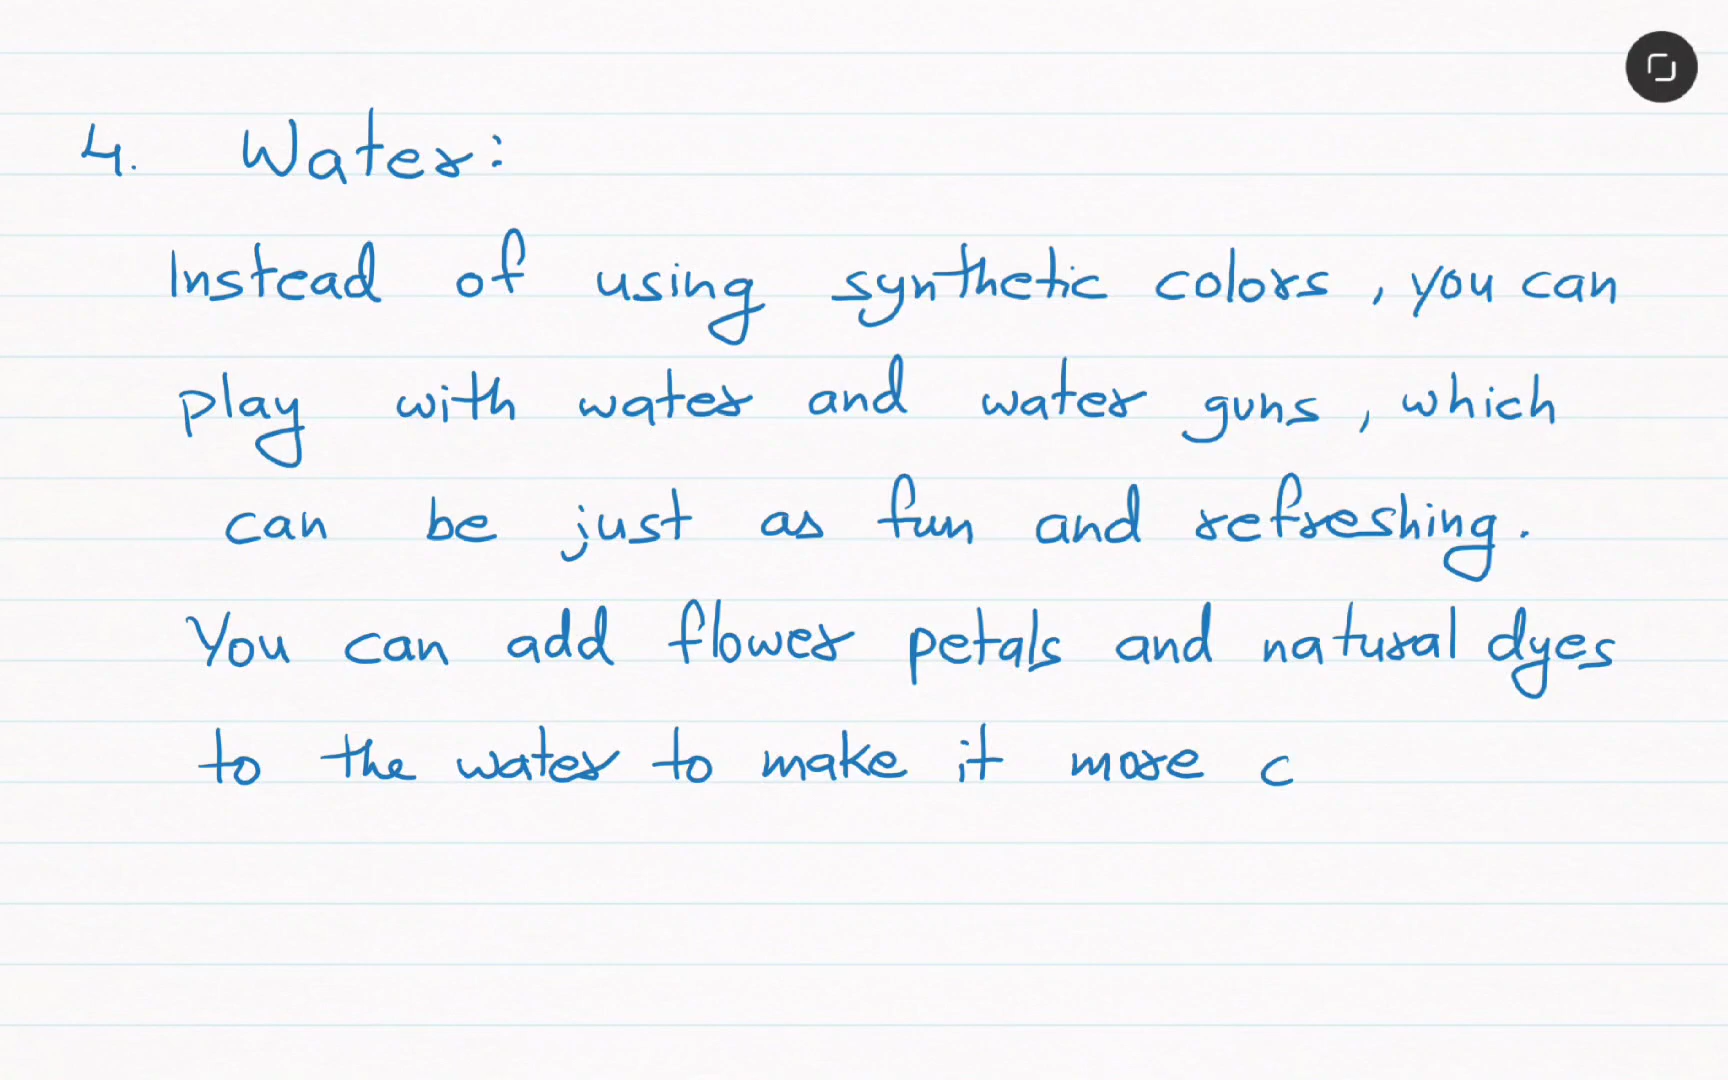 4. Water:
Instead of using synthetic colors, you can
play with water and water guns, which
can be just as fun and refreshing.
You can add flower petals and natural dyes
to the water to make it more c